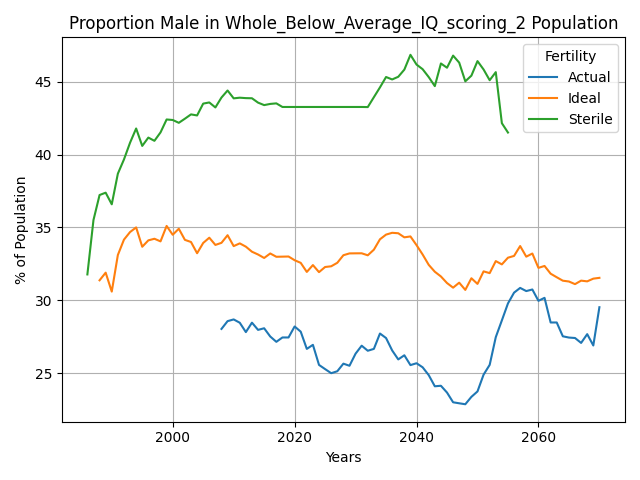 Proportion Male in Whole_Below_Average_IQ_scoring_2 Population
Fertility
Actual
Ideal
Sterile
% of Population
45
40
35
30
25
2000
2020
2040
2060
Years